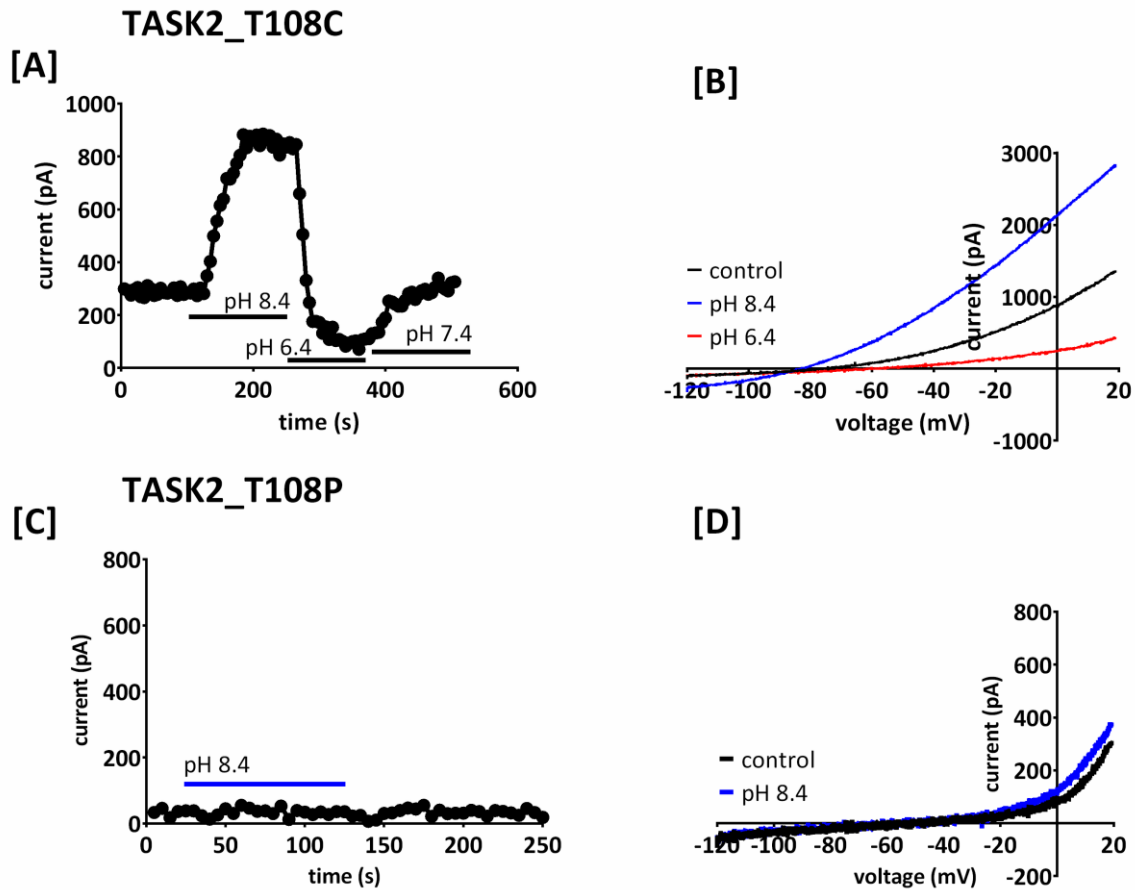 TASK2_T108C
[A]
[B]
1000
800
600
400
200
0
current (pA)
pH 8.4
pH 6.4
pH 7.4
0 200 400 600
time (s)
3000
2000
1000
-1000
current (pA)
control
pH 8.4
pH 6.4
-120 -100 -80 -60 -40 -20 20
voltage (mV)
TASK2_T108P
[C]
[D]
800
600
400
200
0
current (pA)
pH 8.4
0 50 100 150 200 250
time (s)
800
600
400
200
-200
current (pA)
control
pH 8.4
-120 -100 -80 -60 -40 -20 20
voltage (mV)